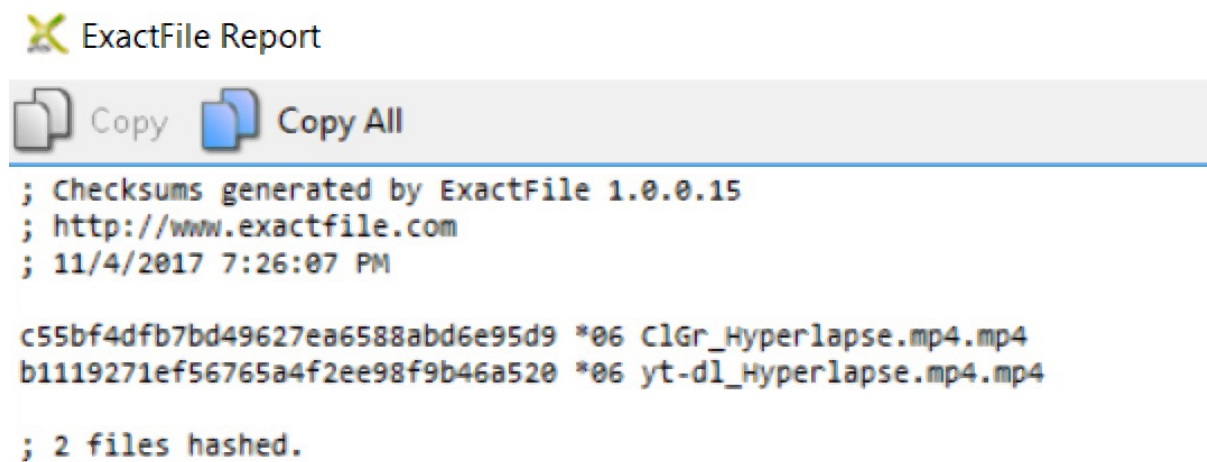 ExactFile Report
Copy Copy All
; Checksums generated by ExactFile 1.0.0.15
; http://www.exactfile.com
; 11/4/2017 7:26:07 PM
c55bf4dfb7bd49627ea6588abd6e95d9 *06 ClGr_Hyperlapse.mp4.mp4
b1119271ef56765a4f2ee98f9b46a520 *06 yt-dl_Hyperlapse.mp4.mp4
; 2 files hashed.